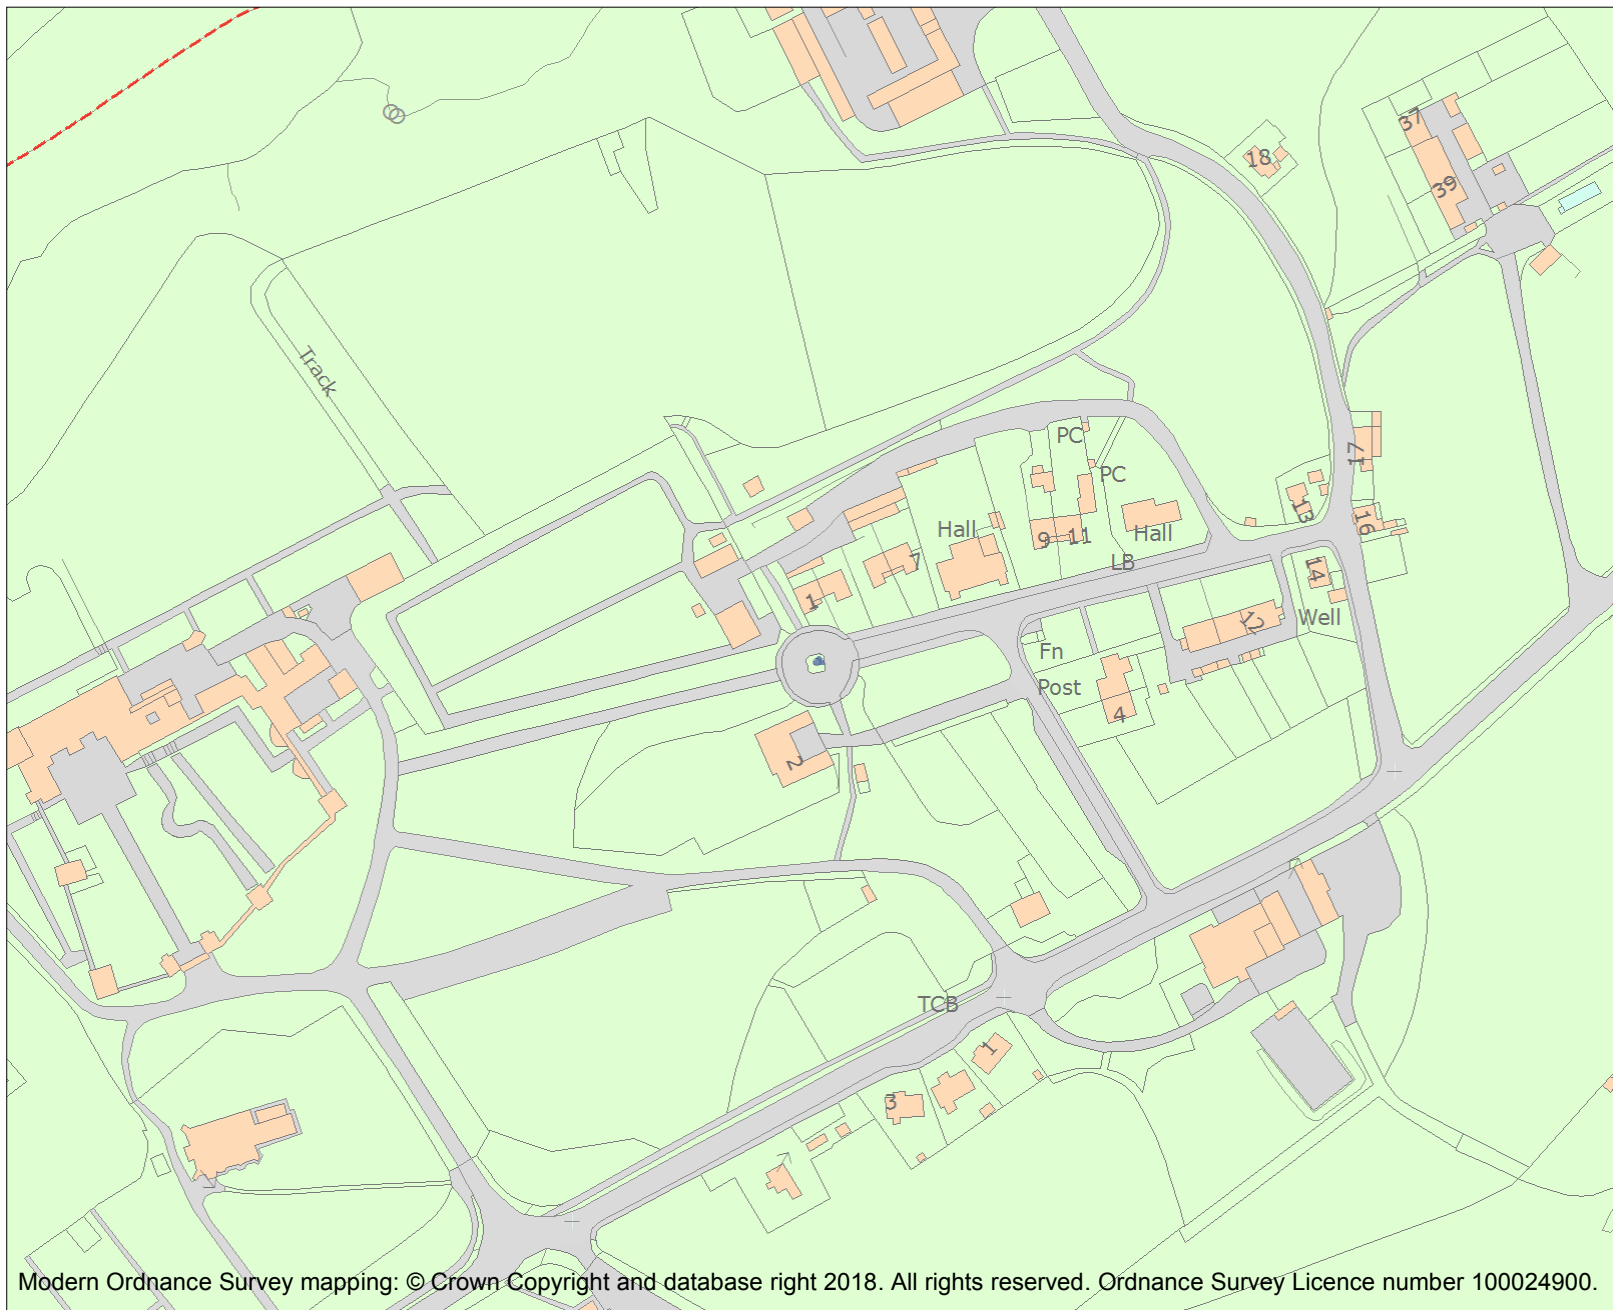 37
18
39
Track
PC
17
PC
13
16
Hall
9
11
Hall
7
LB
14
1
12
Well
Fn
Post
4
2
TCB
1
3
Modern Ordnance Survey mapping: © Crown Copyright and database right 2018. All rights reserved. Ordnance Survey Licence number 100024900.